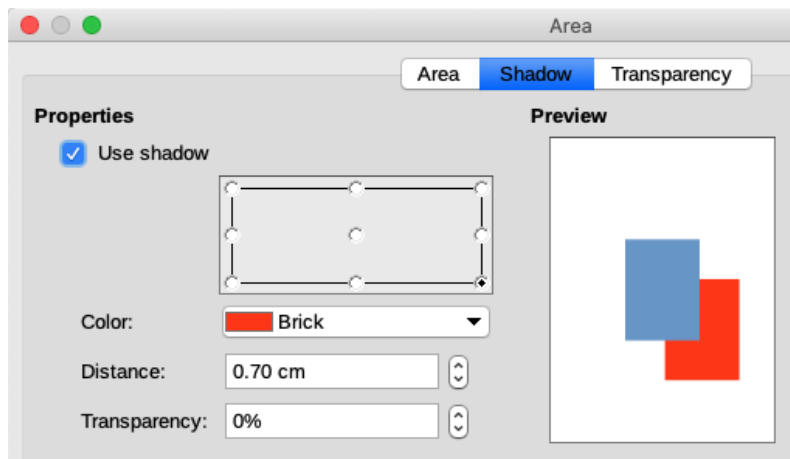 Area
Area Shadow Transparency
Properties
Use shadow
Color: Brick
Distance: 0.70 cm
Transparency: 0%
Preview